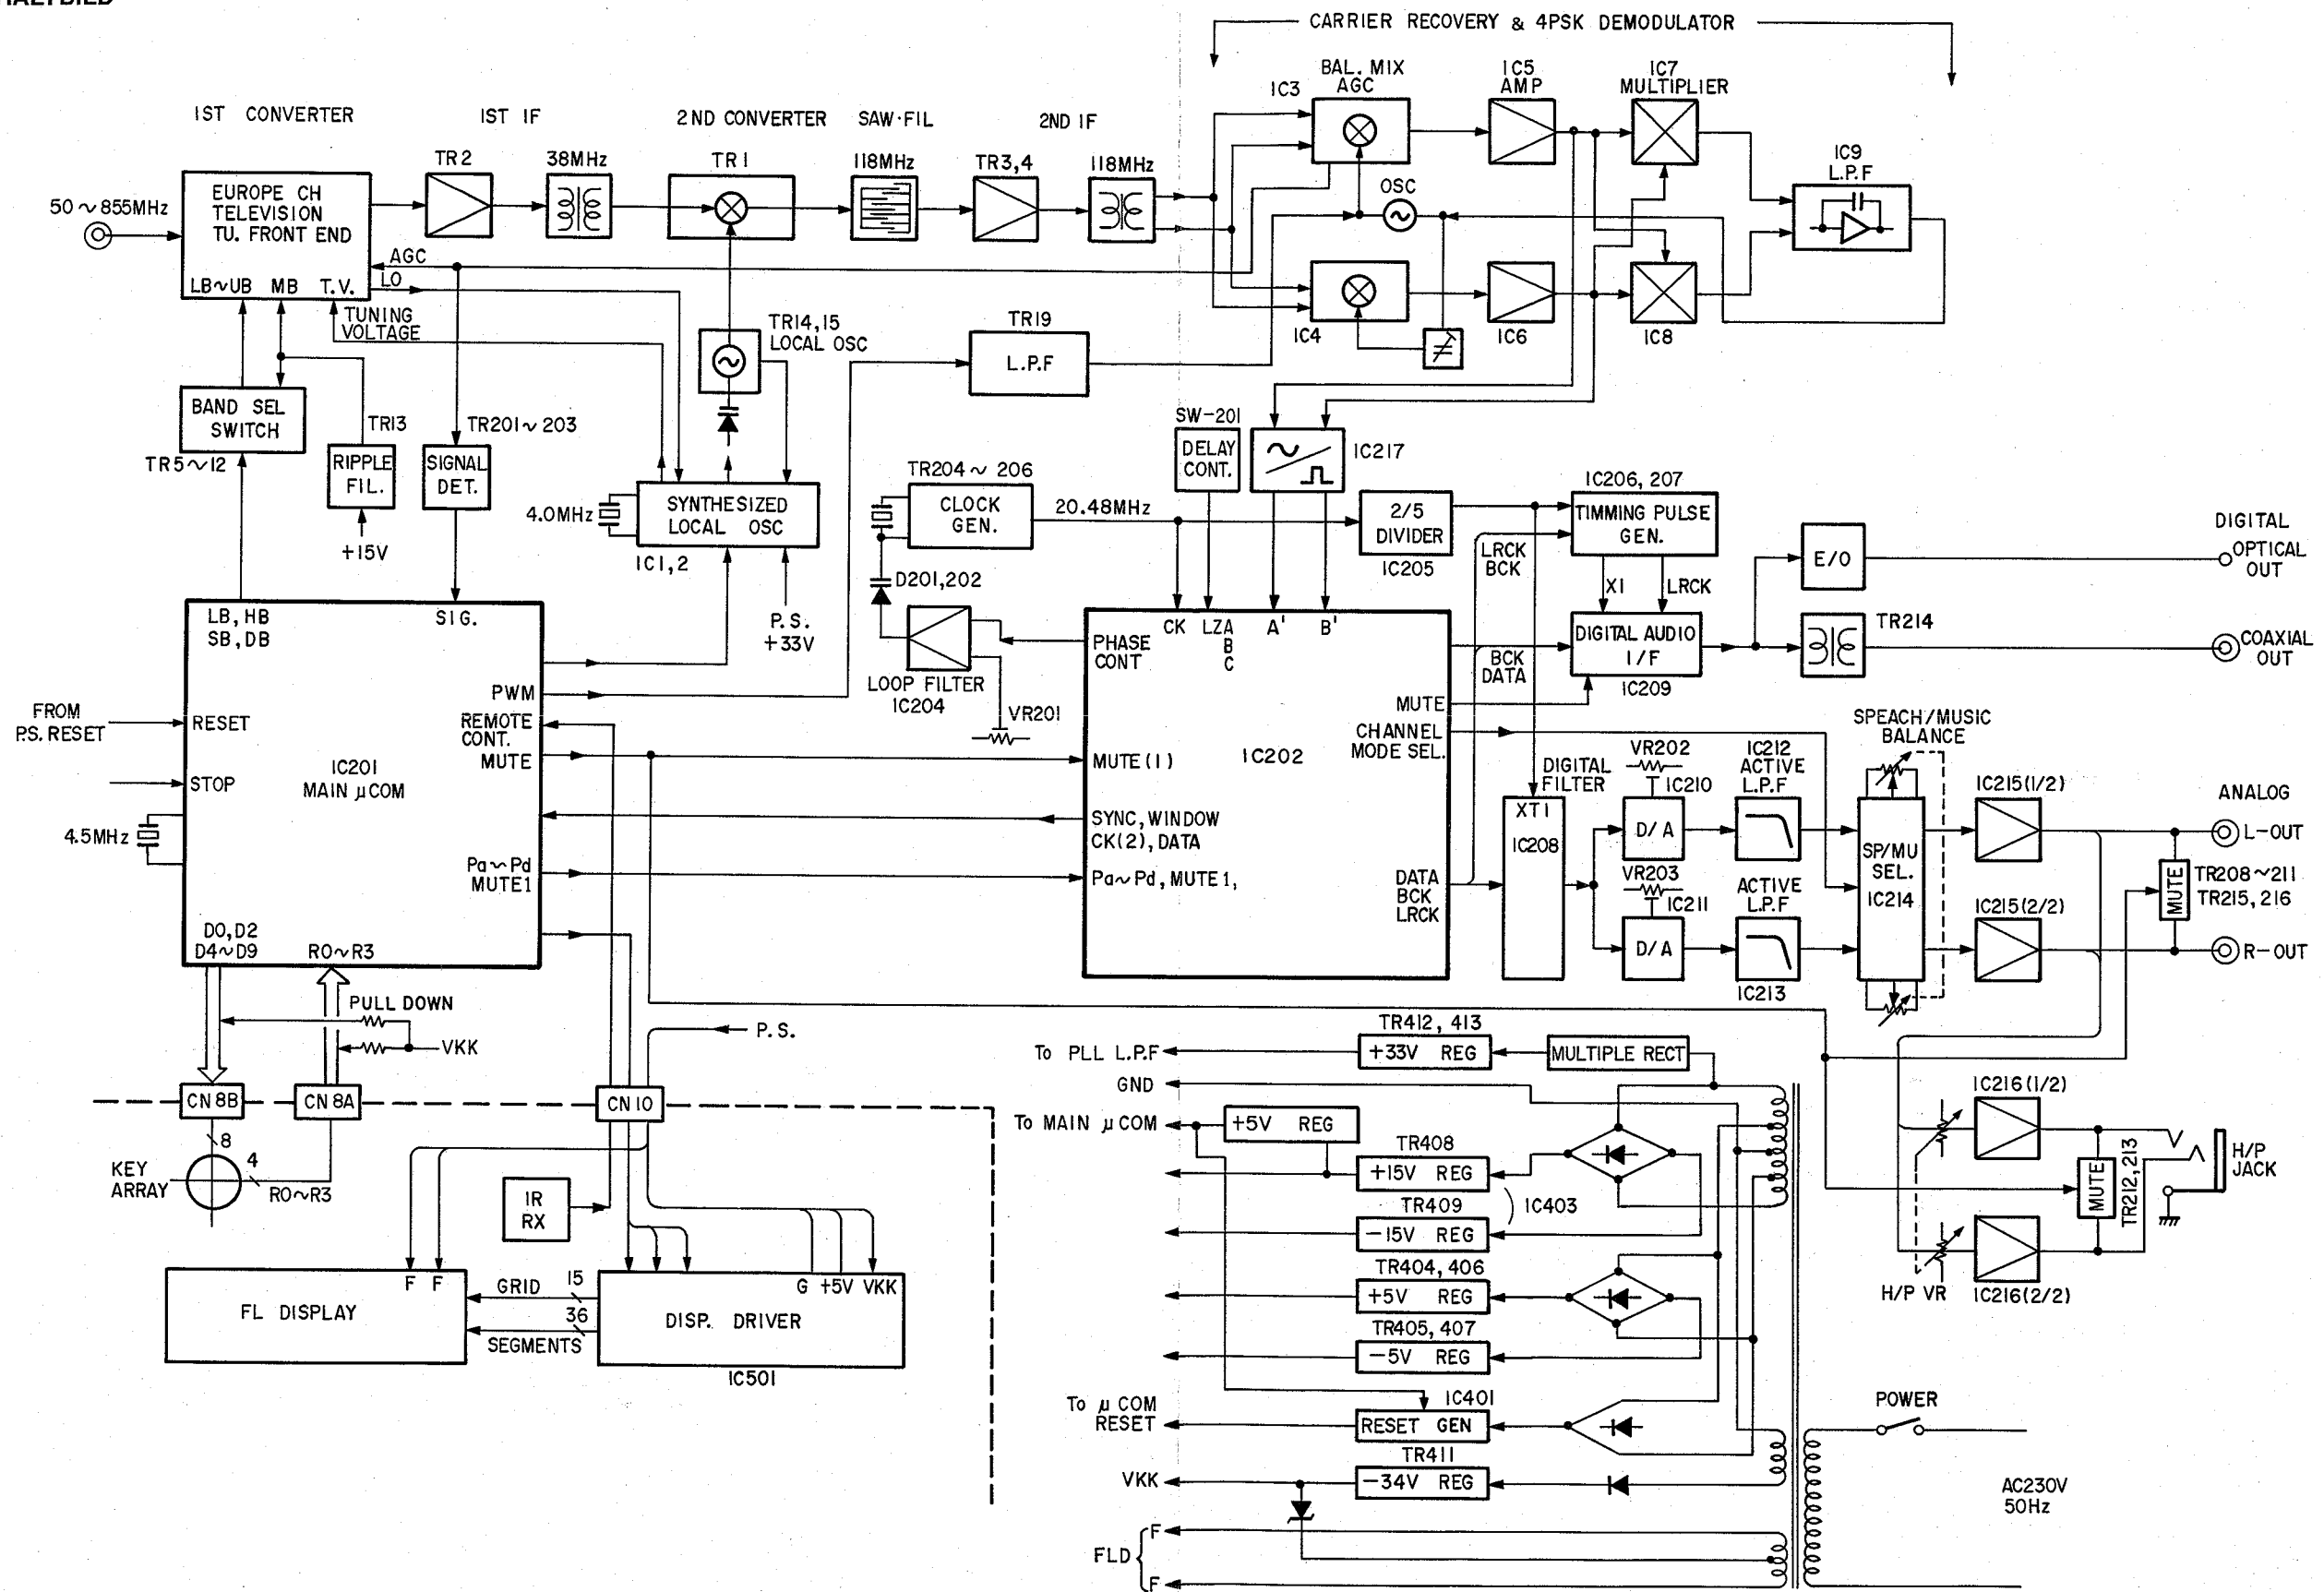 CARRIER RECOVERY & 4PSK DEMODULATOR
1ST CONVERTER
1ST IF
2ND CONVERTER
SAW·FIL
2ND IF
IC3
BAL. MIX
AGC
IC5
AMP
IC7
MULTIPLIER
50~855MHz
EUROPE CH
TELEVISION
TU. FRONT END
LB~UB MB T.V.
TR2
38MHz
TR1
118MHz
TR3,4
118MHz
OSC
IC9
L.P.F
AGC
LO
TUNING
VOLTAGE
TR14,15
LOCAL OSC
TR19
L.P.F
IC4
IC6
IC8
BAND SEL
SWITCH
TR5~12
TR13
RIPPLE
FIL.
+15V
TR201~203
SIGNAL
DET.
4.0MHz
SYNTHESIZED
LOCAL OSC
IC1,2
P.S.
+33V
TR204~206
CLOCK
GEN.
20.48MHz
D201,202
LOOP FILTER
IC204
VR201
SW-201
DELAY
CONT.
IC217
2/5
DIVIDER
IC205
IC206, 207
TIMMING PULSE
GEN.
LRCK
BCK
X1
LRCK
DIGITAL AUDIO
I/F
IC209
BCK
DATA
E/O
TR214
DIGITAL
OPTICAL
OUT
COAXIAL
OUT
LB, HB
SB, DB
SIG.
PWM
REMOTE
CONT.
MUTE
FROM
P.S. RESET
RESET
STOP
IC201
MAIN μCOM
4.5MHz
Pa~Pd
MUTE1
D0,D2
D4~D9
R0~R3
CK LZA A' B'
B
C
PHASE
CONT
MUTE(1)
IC202
SYNC,WINDOW
CK(2),DATA
Pa~Pd,MUTE1,
MUTE
CHANNEL
MODE SEL.
DATA
BCK
LRCK
DIGITAL
FILTER
XT1
IC208
VR202
IC210
D/A
VR203
IC211
D/A
IC212
ACTIVE
L.P.F
ACTIVE
L.P.F
IC213
SPEACH/MUSIC
BALANCE
SP/MU
SEL.
IC214
IC215(1/2)
IC215(2/2)
ANALOG
L-OUT
MUTE
TR208~211
TR215,216
R-OUT
PULL DOWN
VKK
P.S.
CN8B
CN8A
CN10
8
4
KEY
ARRAY
R0~R3
IR
RX
F F
FL DISPLAY
GRID
15
36
SEGMENTS
G +5V VKK
DISP. DRIVER
IC501
TR412, 413
To PLL L.P.F
+33V REG
MULTIPLE RECT
GND
To MAIN μCOM
+5V REG
TR408
+15V REG
TR409
IC403
-15V REG
TR404, 406
+5V REG
TR405, 407
-5V REG
To μCOM
RESET
IC401
RESET GEN
TR411
VKK
-34V REG
FLD
F
F
IC216(1/2)
MUTE
TR212,213
H/P
JACK
H/P VR
IC216(2/2)
POWER
AC230V
50Hz